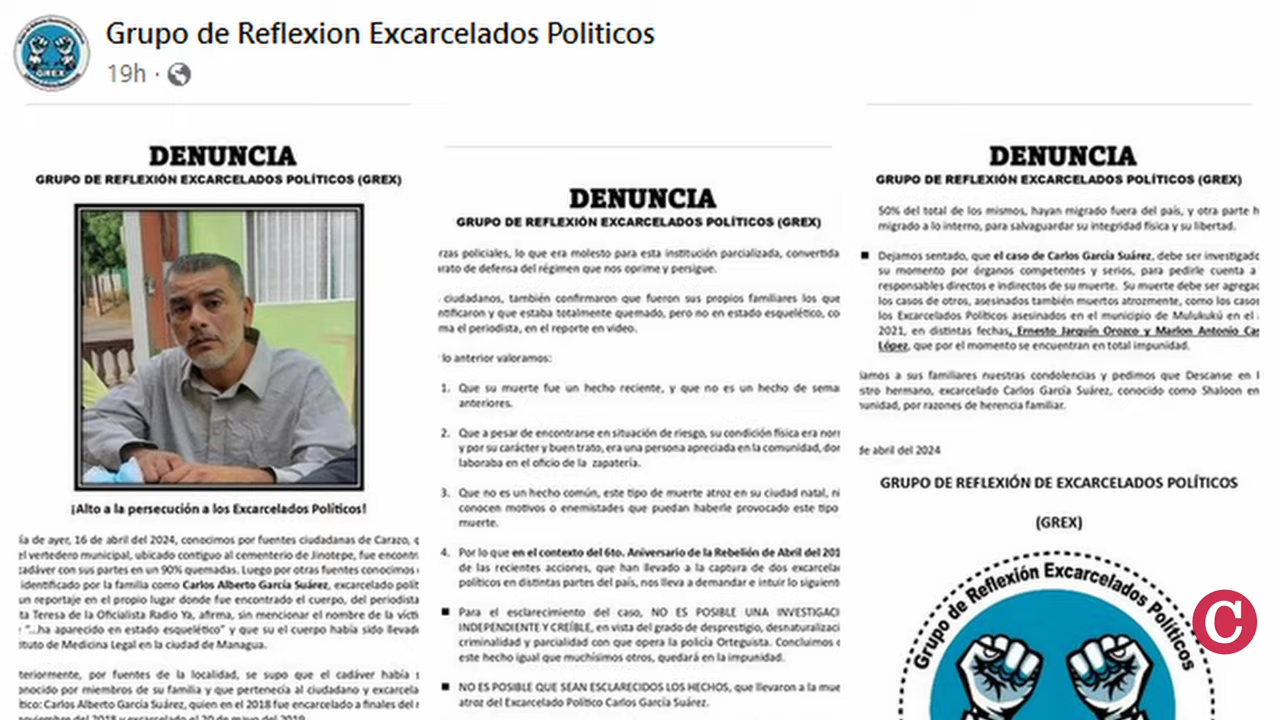 Grupo de Reflexion Excarcelados Politicos
19h ·
GREX
DENUNCIA
GRUPO DE REFLEXIÓN EXCARCELADOS POLÍTICOS (GREX)
¡Alto a la persecución a los Excarcelados Políticos!
ía de ayer, 16 de abril del 2024, conocimos por fuentes ciudadanas de Carazo, q
el vertedero municipal, ubicado contiguo al cementerio de Jinotepe, fue encontr
cadáver con sus partes en un 90% quemadas. Luego por otras fuentes conocimos
identificado por la familia como Carlos Alberto García Suárez, excarcelado polít
un reportaje en el propio lugar donde fue encontrado el cuerpo, del periodista
ta Teresa de la Oficialista Radio Ya, afirma, sin mencionar el nombre de la vícti
"...ha aparecido en estado esquelético" y que su el cuerpo había sido llevado
ituto de Medicina Legal en la ciudad de Managua.
teriormente, por fuentes de la localidad, se supo que el cadáver había s
onocido por miembros de su familia y que pertenecía al ciudadano y excarcela
tico: Carlos Alberto García Suárez, quien en el 2018 fue encarcelado a finales del
noviembre del 2018 y excarcelado el 20 de mayo del 2019
DENUNCIA
GRUPO DE REFLEXIÓN EXCARCELADOS POLÍTICOS (GREX)
rzas policiales, lo que era molesto para esta institución parcializada, convertida
arato de defensa del régimen que nos oprime y persigue.
ciudadanos, también confirmaron que fueron sus propios familiares los que
ntificaron y que estaba totalmente quemado, pero no en estado esquelético, co
ma el periodista, en el reporte en video.
lo anterior valoramos:
1. Que su muerte fue un hecho reciente, y que no es un hecho de sema
anteriores.
2. Que a pesar de encontrarse en situación de riesgo, su condición física era norm
y por su carácter y buen trato, era una persona apreciada en la comunidad, don
laboraba en el oficio de la zapatería.
3. Que no es un hecho común, este tipo de muerte atroz en su ciudad natal, ni
conocen motivos o enemistades que puedan haberle provocado este tipo
muerte.
4. Por lo que en el contexto del 6to. Aniversario de la Rebelión de Abril del 201
de las recientes acciones, que han llevado a la captura de dos excarcela
políticos en distintas partes del país, nos lleva a demandar e intuir lo siguient
■ Para el esclarecimiento del caso, NO ES POSIBLE UNA INVESTIGACI
INDEPENDIENTE Y CREÍBLE, en vista del grado de desprestigio, desnaturalizaci
criminalidad y parcialidad con que opera la policía Orteguista. Concluimos q
este hecho igual que muchísimos otros, quedará en la impunidad.
■ NO ES POSIBLE QUE SEAN ESCLARECIDOS LOS HECHOS, que llevaron a la mue
atroz del Excarcelado Político Carlos García Suárez.
DENUNCIA
GRUPO DE REFLEXIÓN EXCARCELADOS POLÍTICOS (GREX)
50% del total de los mismos, hayan migrado fuera del país, y otra parte h
migrado a lo interno, para salvaguardar su integridad física y su libertad.
■ Dejamos sentado, que el caso de Carlos García Suárez, debe ser investigado
su momento por órganos competentes y serios, para pedirle cuenta a
responsables directos e indirectos de su muerte. Su muerte debe ser agregad
los casos de otros, asesinados también muertos atrozmente, como los casos
los Excarcelados Políticos asesinados en el municipio de Mulukukú en el
2021, en distintas fechas, Ernesto Jarquín Orozco y Marlon Antonio Cas
López, que por el momento se encuentran en total impunidad.
iamos a sus familiares nuestras condolencias y pedimos que Descanse en
stro hermano, excarcelado Carlos García Suárez, conocido como Shaloon en
munidad, por razones de herencia familiar.
de abril del 2024
GRUPO DE REFLEXIÓN DE EXCARCELADOS POLÍTICOS
(GREX)
Grupo de Reflexión Excarcelados Políticos
C